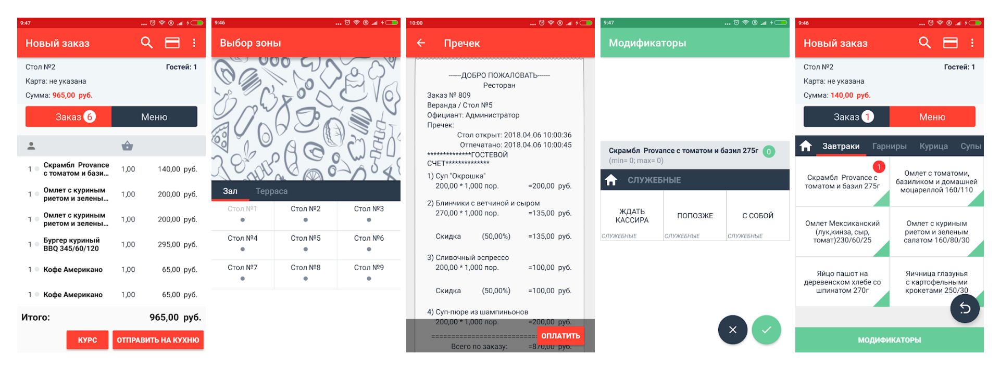 9:47
Новый заказ
Стол №2 Гостей: 1
Карта: не указана
Сумма: 965,00 руб.
Заказ 6 Меню
1 Скрамбл Provance 1,00 140,00 руб.
с томатом и бази...
1 Омлет с куриным 1,00 200,00 руб.
риетом и зелены...
1 Омлет с куриным 1,00 200,00 руб.
риетом и зелены...
1 Бургер куриный 1,00 295,00 руб.
BBQ 345/60/120
1 Кофе Американо 1,00 65,00 руб.
1 Кофе Американо 1,00 65,00 руб.
Итого: 965,00 руб.
КУРС ОТПРАВИТЬ НА КУХНЮ
9:46
Выбор зоны
Зал Терраса
Стол №1 Стол №2 Стол №3
Стол №4 Стол №5 Стол №6
Стол №7 Стол №8 Стол №9
10:00
Пречек
------ДОБРО ПОЖАЛОВАТЬ------
Ресторан
Заказ № 809
Веранда / Стол №5
Официант: Администратор
Пречек:
Стол открыт: 2018.04.06 10:00:36
Отпечатано: 2018.04.06 10:00:45
**************ГОСТЕВОЙ
СЧЕТ**************
1) Суп "Окрошка"
200,00 * 1,000 пор. =200,00 руб.
2) Блинчики с ветчиной и сыром
270,00 * 1,000 пор. =135,00 руб.
Скидка (50,00%) =135,00 руб.
3) Сливочный эспрессо
200,00 * 1,000 пор. =100,00 руб.
Скидка (50,00%) =100,00 руб.
4) Суп-пюре из шампиньонов
200,00 * 1,000 пор. =200,00 руб.
ОПЛАТИТЬ
Всего по заказу: =870,00 руб.
9:47
Модификаторы
Скрамбл Provance с томатом и базил 275г 0
(min= 0; max= 0)
СЛУЖЕБНЫЕ
ЖДАТЬ
КАССИРА
СЛУЖЕБНЫЕ
ПОПОЗЖЕ
СЛУЖЕБНЫЕ
С СОБОЙ
СЛУЖЕБНЫЕ
9:46
Новый заказ
Стол №2 Гостей: 1
Карта: не указана
Сумма: 140,00 руб.
Заказ 1 Меню
Завтраки Гарниры Курица Супы
1
Скрамбл Provance с
томатом и базил 275г
Омлет с томатоми,
базиликом и домашней
моцареллой 160/110
Омлет Мексиканский
(лук,кинза, сыр,
томат)230/60/25
Омлет с куриным
риетом и зеленым
салатом 160/80/30
Яйцо пашот на
деревенском хлебе со
шпинатом 270г
Яичница глазунья
с картофельными
крокетами 250/30
МОДИФИКАТОРЫ